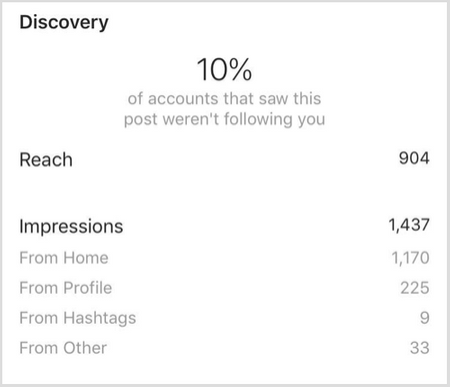 Discovery
10%
of accounts that saw this
post weren't following you
Reach 904
Impressions 1,437
From Home 1,170
From Profile 225
From Hashtags 9
From Other 33